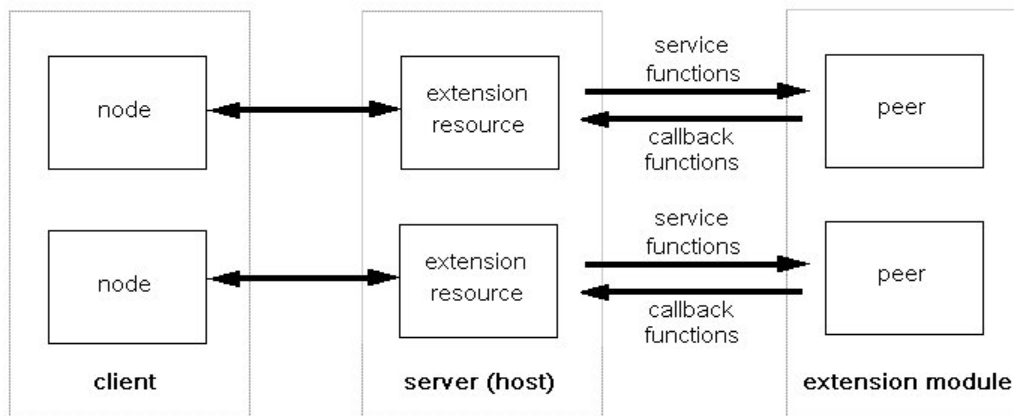 service
functions
node
extension
resource
peer
callback
functions
service
functions
node
extension
resource
peer
callback
functions
client
server (host)
extension module